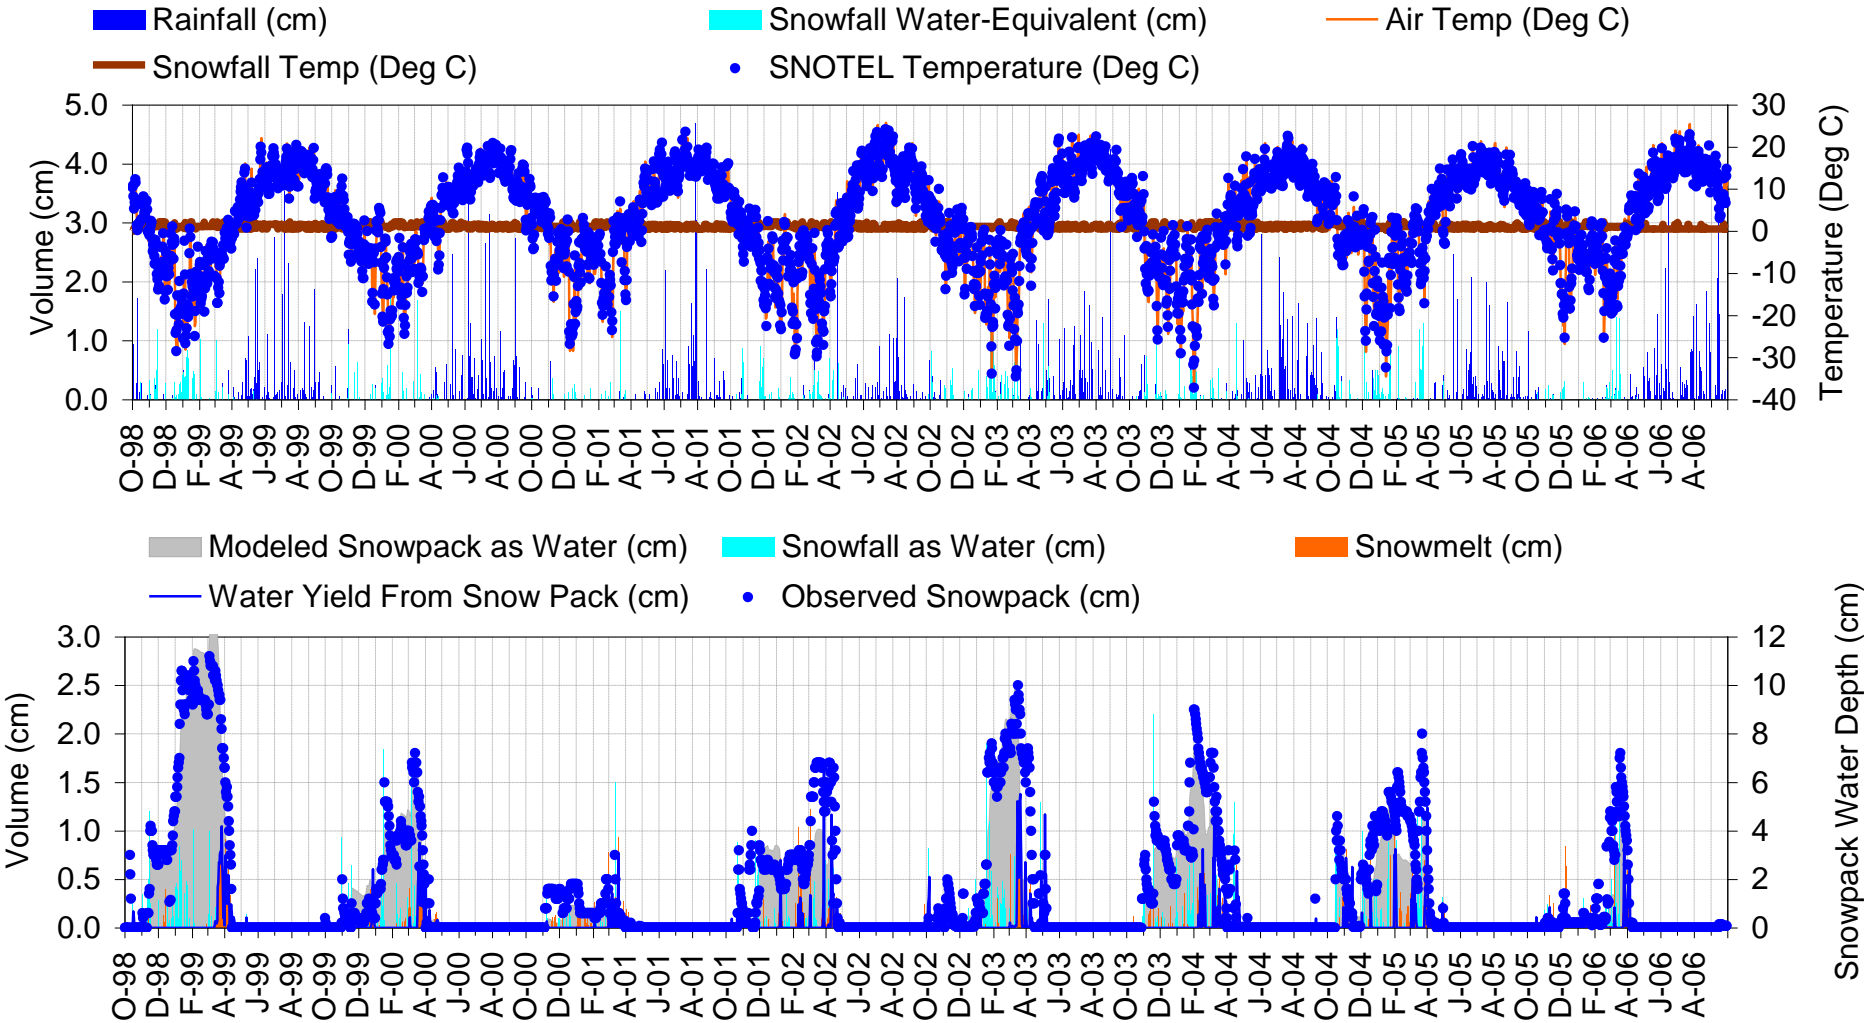 Rainfall (cm) Snowfall Water-Equivalent (cm) Air Temp (Deg C)
Snowfall Temp (Deg C) SNOTEL Temperature (Deg C)
Volume (cm)
5.0
4.0
3.0
2.0
1.0
0.0
30
20
10
0
-10
-20
-30
-40
Temperature (Deg C)
O-98 D-98 F-99 A-99 J-99 A-99 O-99 D-99 F-00 A-00 J-00 A-00 O-00 D-00 F-01 A-01 J-01 A-01 O-01 D-01 F-02 A-02 J-02 A-02 O-02 D-02 F-03 A-03 J-03 A-03 O-03 D-03 F-04 A-04 J-04 A-04 O-04 D-04 F-05 A-05 J-05 A-05 O-05 D-05 F-06 A-06 J-06 A-06
Modeled Snowpack as Water (cm) Snowfall as Water (cm) Snowmelt (cm)
Water Yield From Snow Pack (cm) Observed Snowpack (cm)
Volume (cm)
3.0
2.5
2.0
1.5
1.0
0.5
0.0
12
10
8
6
4
2
0
Snowpack Water Depth (cm)
O-98 D-98 F-99 A-99 J-99 A-99 O-99 D-99 F-00 A-00 J-00 A-00 O-00 D-00 F-01 A-01 J-01 A-01 O-01 D-01 F-02 A-02 J-02 A-02 O-02 D-02 F-03 A-03 J-03 A-03 O-03 D-03 F-04 A-04 J-04 A-04 O-04 D-04 F-05 A-05 J-05 A-05 O-05 D-05 F-06 A-06 J-06 A-06